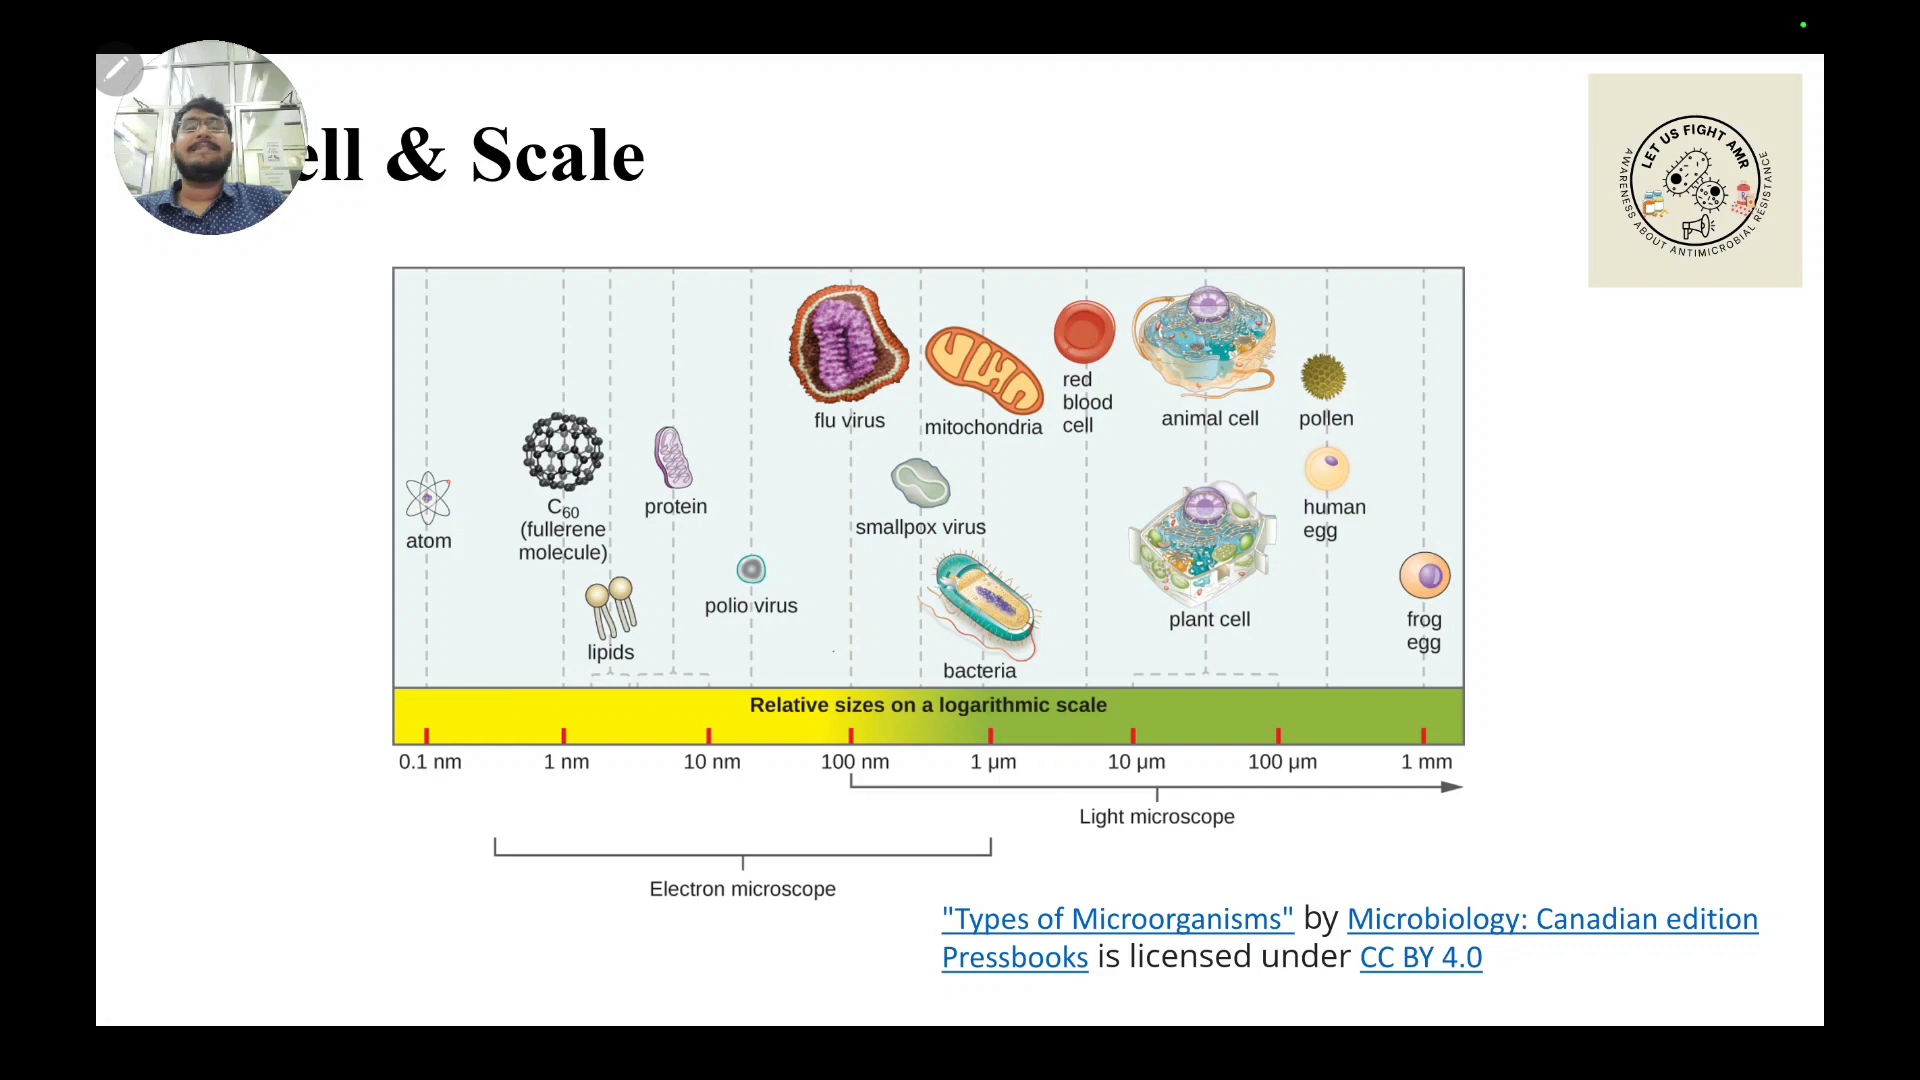 ell & Scale
LET US FIGHT AMR
AWARENESS ABOUT ANTIMICROBIAL RESISTANCE
flu virus
mitochondria
red
blood
cell
animal cell
pollen
atom
C60
(fullerene
molecule)
protein
smallpox virus
human
egg
lipids
polio virus
bacteria
plant cell
frog
egg
Relative sizes on a logarithmic scale
0.1 nm 1 nm 10 nm 100 nm 1 μm 10 μm 100 μm 1 mm
Light microscope
Electron microscope
"Types of Microorganisms" by Microbiology: Canadian edition
Pressbooks is licensed under CC BY 4.0